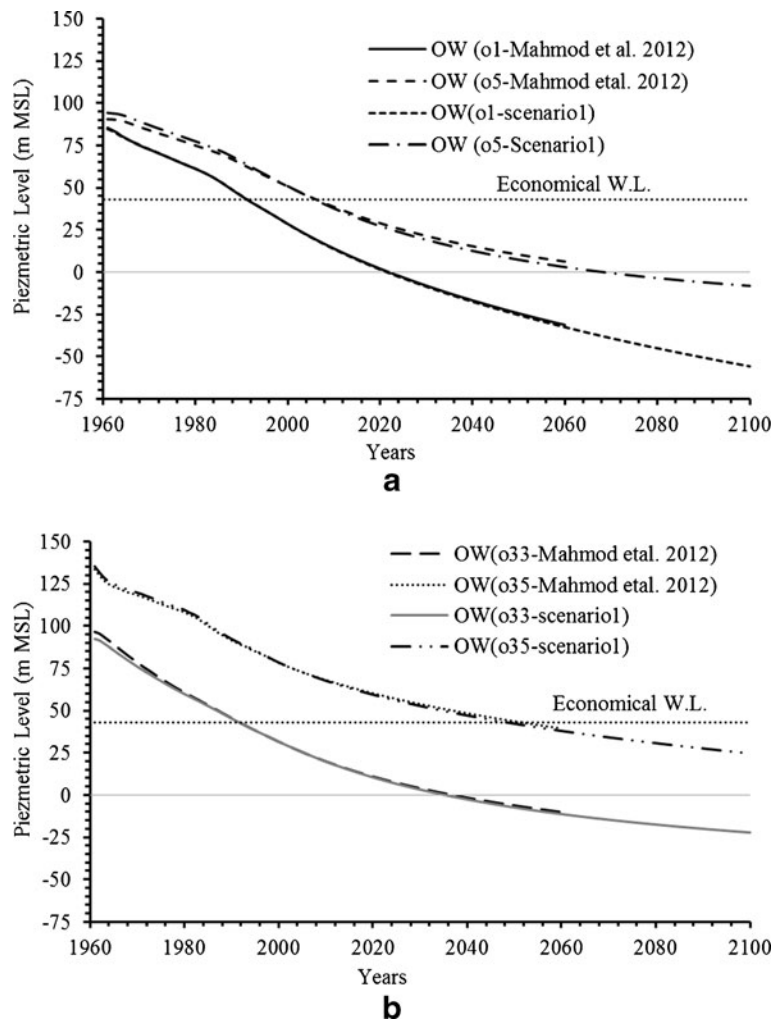 150
125
100
75
50
25
0
-25
-50
-75
Piezmetric Level (m MSL)
OW (o1-Mahmod et al. 2012)
OW (o5-Mahmod etal. 2012)
OW(o1-scenario1)
OW (o5-Scenario1)
Economical W.L.
1960 1980 2000 2020 2040 2060 2080 2100
Years
a
150
125
100
75
50
25
0
-25
-50
-75
Piezmetric Level (m MSL)
OW(o33-Mahmod etal. 2012)
OW(o35-Mahmod etal. 2012)
OW(o33-scenario1)
OW(o35-scenario1)
Economical W.L.
1960 1980 2000 2020 2040 2060 2080 2100
Years
b